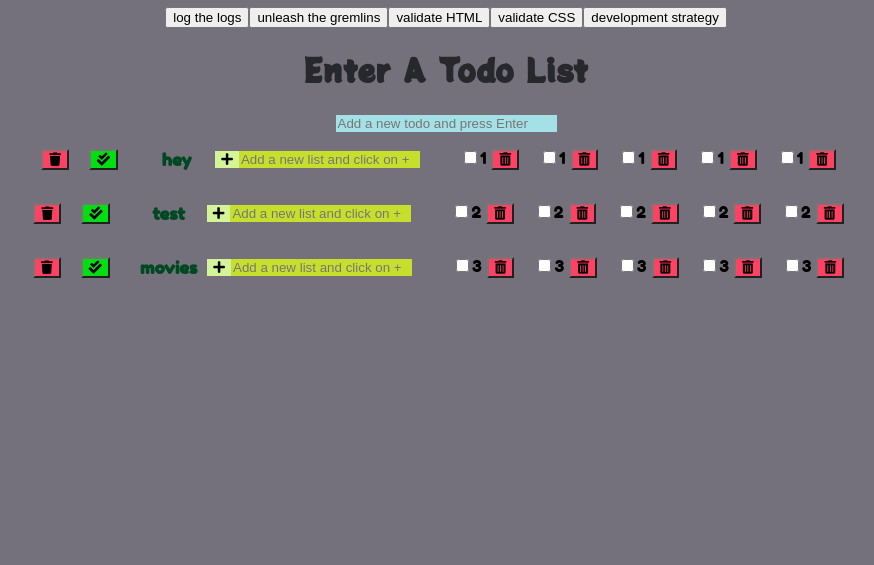 log the logs unleash the gremlins validate HTML validate CSS development strategy
Enter A Todo List
Add a new todo and press Enter
hey + Add a new list and click on + 1 1 1 1 1
test + Add a new list and click on + 2 2 2 2 2
movies + Add a new list and click on + 3 3 3 3 3